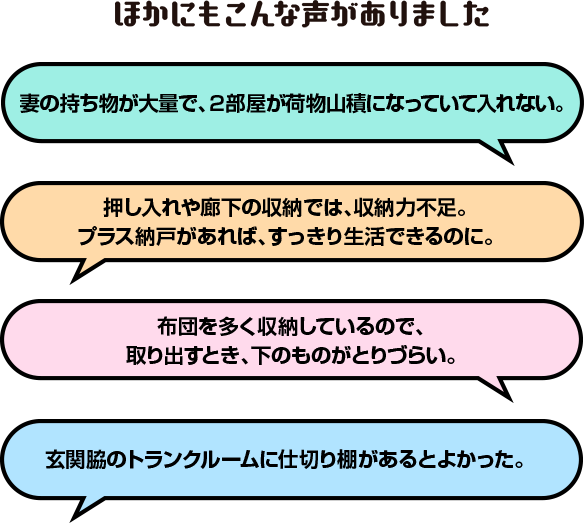 ほかにもこんな声がありました
妻の持ち物が大量で、2部屋が荷物山積になっていて入れない。
押し入れや廊下の収納では、収納力不足。
プラス納戸があれば、すっきり生活できるのに。
布団を多く収納しているので、
取り出すとき、下のものがとりづらい。
玄関脇のトランクルームに仕切り棚があるとよかった。